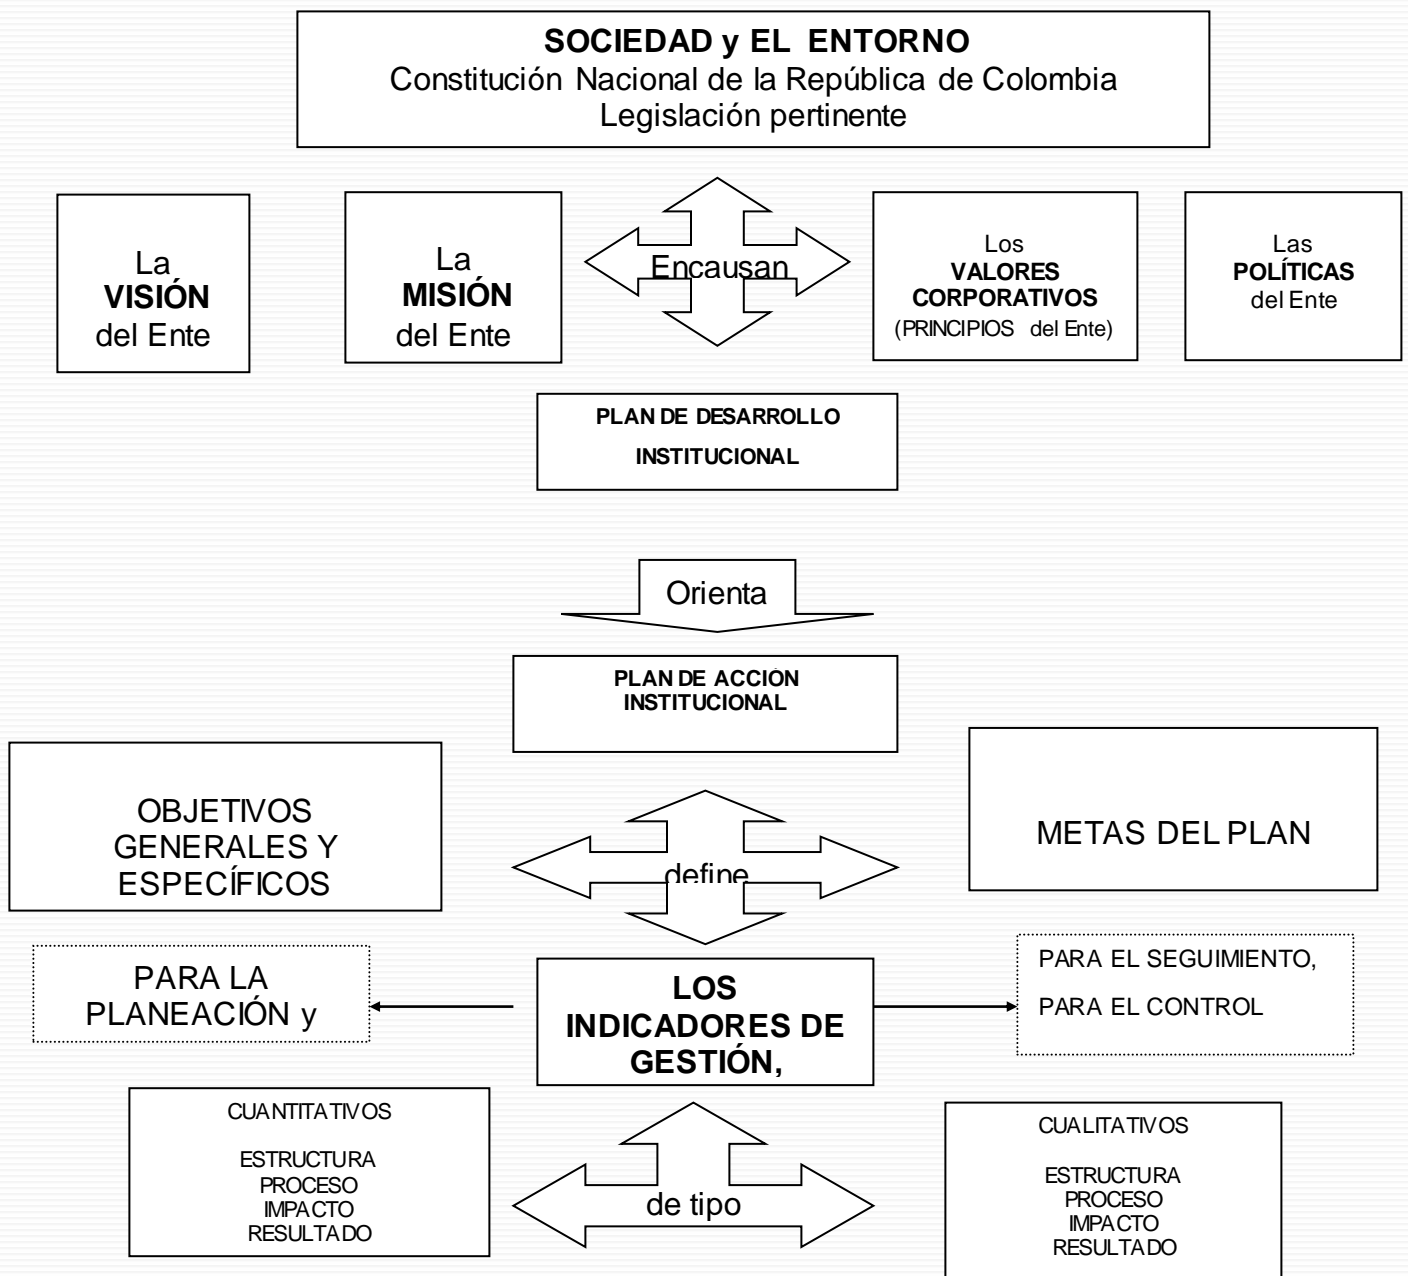 SOCIEDAD y EL ENTORNO
Constitución Nacional de la República de Colombia
Legislación pertinente
La
VISIÓN
del Ente
La
MISIÓN
del Ente
Encausan
Los
VALORES
CORPORATIVOS
(PRINCIPIOS del Ente)
Las
POLÍTICAS
del Ente
PLAN DE DESARROLLO
INSTITUCIONAL
Orienta
PLAN DE ACCIÓN
INSTITUCIONAL
OBJETIVOS
GENERALES Y
ESPECÍFICOS
define
METAS DEL PLAN
PARA LA
PLANEACIÓN y
LOS
INDICADORES DE
GESTIÓN,
PARA EL SEGUIMIENTO,
PARA EL CONTROL
CUANTITATIVOS
ESTRUCTURA
PROCESO
IMPACTO
RESULTADO
de tipo
CUALITATIVOS
ESTRUCTURA
PROCESO
IMPACTO
RESULTADO